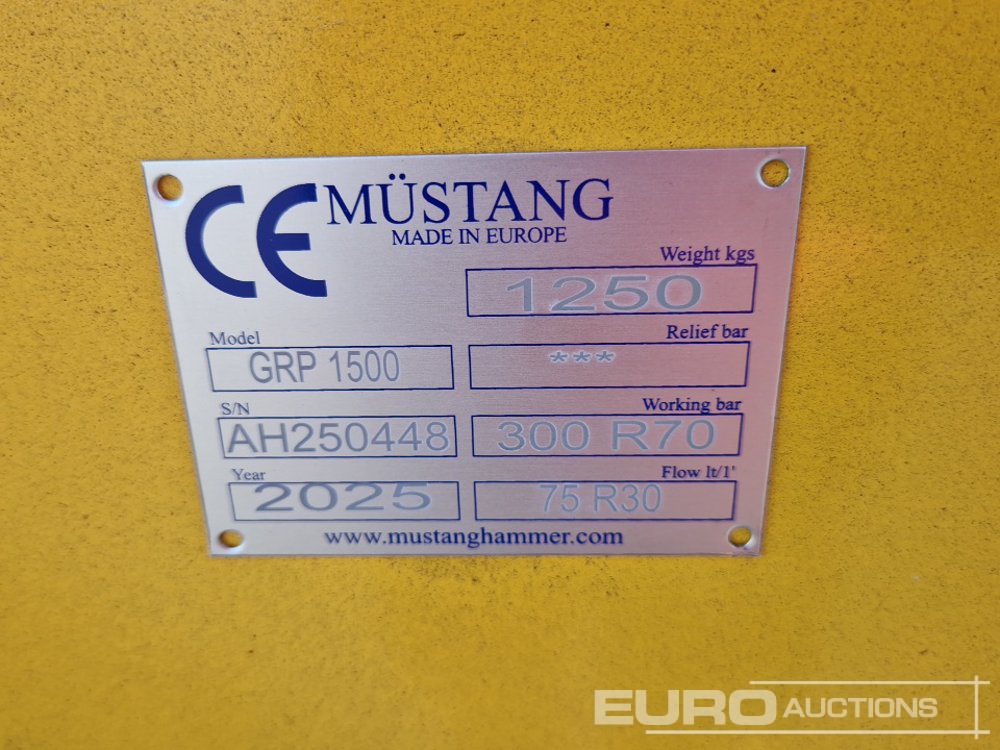 CE MÜSTANG
MADE IN EUROPE
Weight kgs
1250
Model
GRP 1500
Relief bar
***
S/N
AH250448
Working bar
300 R70
Year
2025
Flow lt/1'
75 R30
www.mustanghammer.com
EURO AUCTIONS